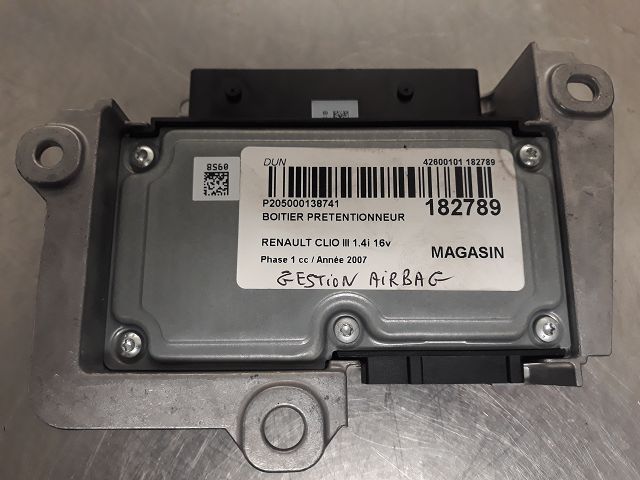 DUN 42600101 182789
P205000138741
BOITIER PRETENTIONNEUR 182789
RENAULT CLIO III 1.4i 16v
MAGASIN
Phase 1 cc / Année 2007
GESTION AIRBAG
0958